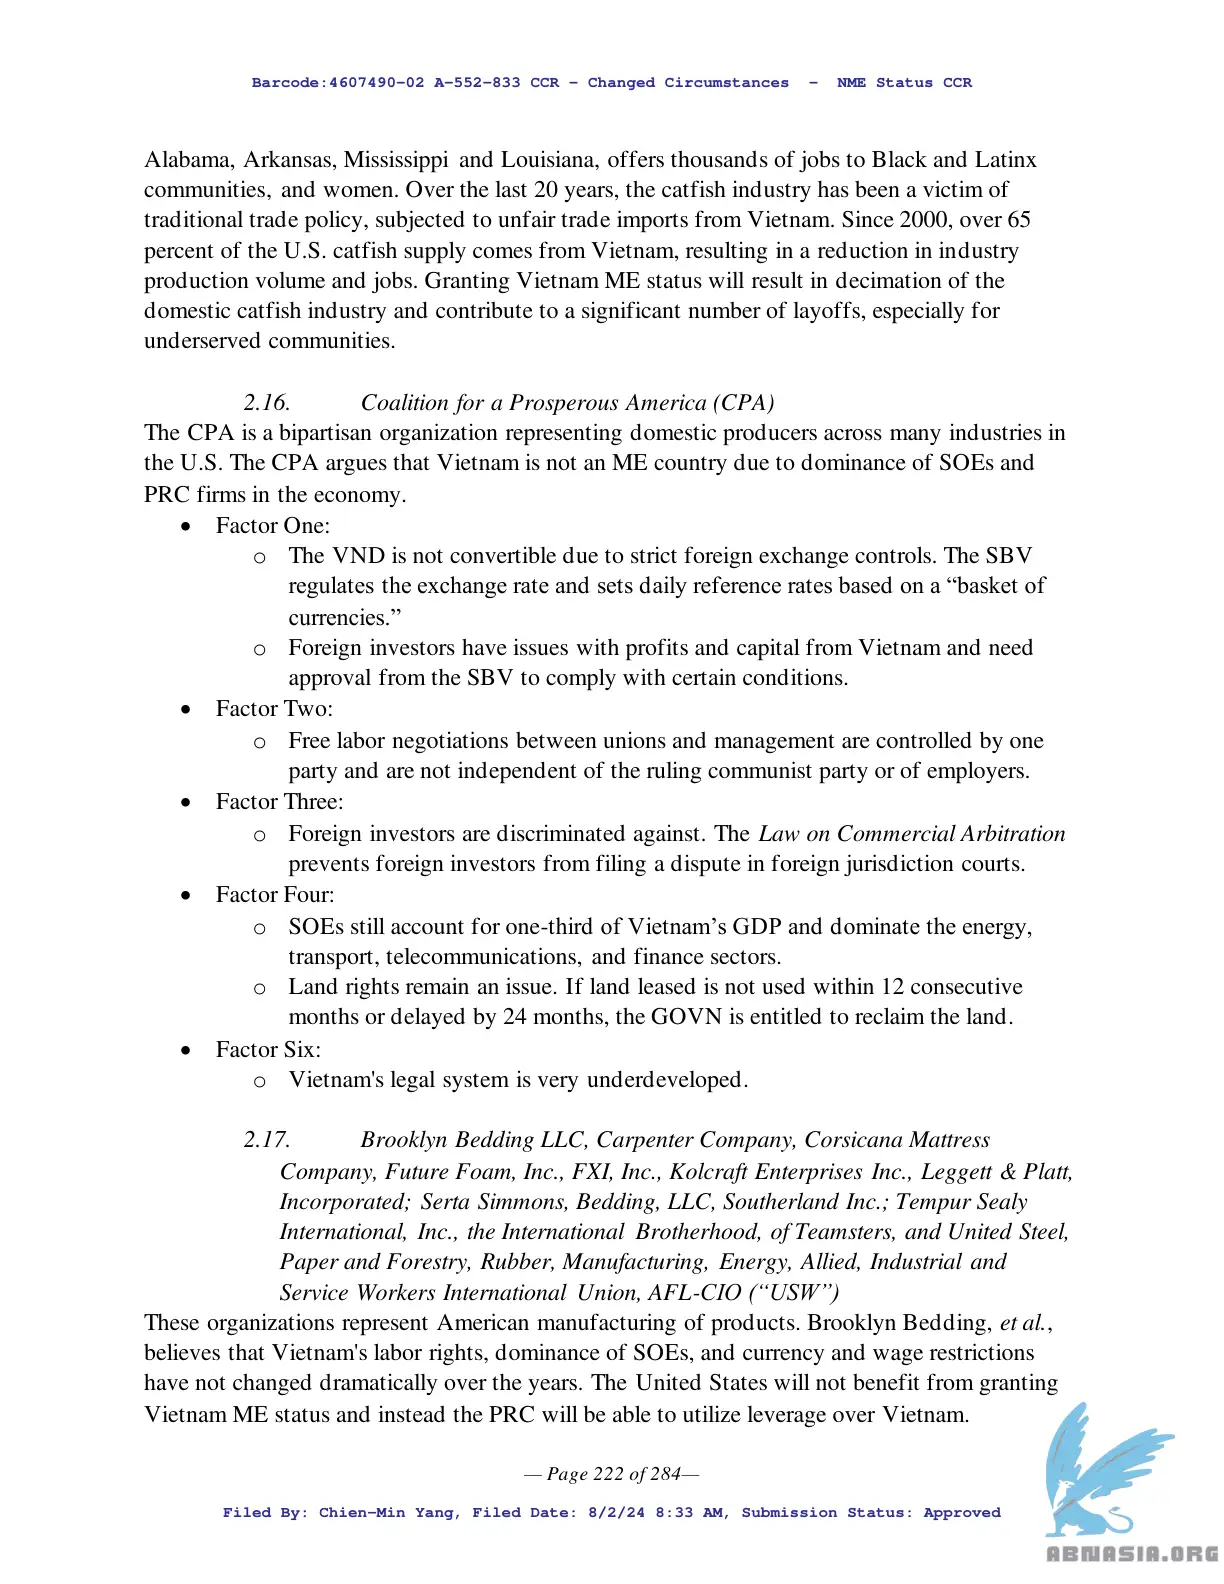 Barcode:4607490-02 A-552-833 CCR - Changed Circumstances - NME Status CCR
Alabama, Arkansas, Mississippi and Louisiana, offers thousands of jobs to Black and Latinx
communities, and women. Over the last 20 years, the catfish industry has been a victim of
traditional trade policy, subjected to unfair trade imports from Vietnam. Since 2000, over 65
percent of the U.S. catfish supply comes from Vietnam, resulting in a reduction in industry
production volume and jobs. Granting Vietnam ME status will result in decimation of the
domestic catfish industry and contribute to a significant number of layoffs, especially for
underserved communities.
2.16. Coalition for a Prosperous America (CPA)
The CPA is a bipartisan organization representing domestic producers across many industries in
the U.S. The CPA argues that Vietnam is not an ME country due to dominance of SOEs and
PRC firms in the economy.
• Factor One:
o The VND is not convertible due to strict foreign exchange controls. The SBV
regulates the exchange rate and sets daily reference rates based on a “basket of
currencies.”
o Foreign investors have issues with profits and capital from Vietnam and need
approval from the SBV to comply with certain conditions.
• Factor Two:
o Free labor negotiations between unions and management are controlled by one
party and are not independent of the ruling communist party or of employers.
• Factor Three:
o Foreign investors are discriminated against. The Law on Commercial Arbitration
prevents foreign investors from filing a dispute in foreign jurisdiction courts.
• Factor Four:
o SOEs still account for one-third of Vietnam’s GDP and dominate the energy,
transport, telecommunications, and finance sectors.
o Land rights remain an issue. If land leased is not used within 12 consecutive
months or delayed by 24 months, the GOVN is entitled to reclaim the land.
• Factor Six:
o Vietnam's legal system is very underdeveloped.
2.17. Brooklyn Bedding LLC, Carpenter Company, Corsicana Mattress
Company, Future Foam, Inc., FXI, Inc., Kolcraft Enterprises Inc., Leggett & Platt,
Incorporated; Serta Simmons, Bedding, LLC, Southerland Inc.; Tempur Sealy
International, Inc., the International Brotherhood, of Teamsters, and United Steel,
Paper and Forestry, Rubber, Manufacturing, Energy, Allied, Industrial and
Service Workers International Union, AFL-CIO (“USW”)
These organizations represent American manufacturing of products. Brooklyn Bedding, et al.,
believes that Vietnam's labor rights, dominance of SOEs, and currency and wage restrictions
have not changed dramatically over the years. The United States will not benefit from granting
Vietnam ME status and instead the PRC will be able to utilize leverage over Vietnam.
— Page 222 of 284—
Filed By: Chien-Min Yang, Filed Date: 8/2/24 8:33 AM, Submission Status: Approved
ABNASIA.ORG